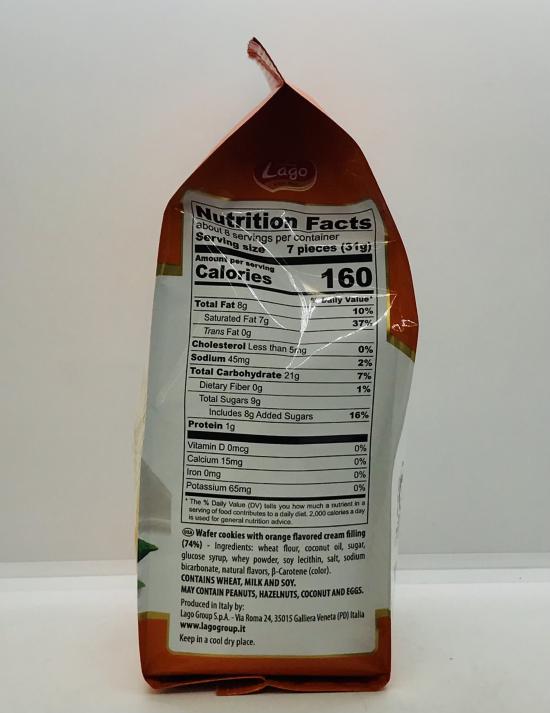 Lago
Nutrition Facts
about 8 servings per container
Serving size 7 pieces (31g)
Amount per serving
Calories 160
% Daily Value*
Total Fat 8g 10%
Saturated Fat 7g 37%
Trans Fat 0g
Cholesterol Less than 5mg 0%
Sodium 45mg 2%
Total Carbohydrate 21g 7%
Dietary Fiber 0g 1%
Total Sugars 9g
Includes 8g Added Sugars 16%
Protein 1g
Vitamin D 0mcg 0%
Calcium 15mg 0%
Iron 0mg 0%
Potassium 65mg 0%
* The % Daily Value (DV) tells you how much a nutrient in a
serving of food contributes to a daily diet. 2,000 calories a day
is used for general nutrition advice.
USA Wafer cookies with orange flavored cream filling
(74%) - Ingredients: wheat flour, coconut oil, sugar,
glucose syrup, whey powder, soy lecithin, salt, sodium
bicarbonate, natural flavors, β-Carotene (color).
CONTAINS WHEAT, MILK AND SOY.
MAY CONTAIN PEANUTS, HAZELNUTS, COCONUT AND EGGS.
Produced in Italy by:
Lago Group S.p.A. - Via Roma 24, 35015 Galliera Veneta (PD) Italia
www.lagogroup.it
Keep in a cool dry place.